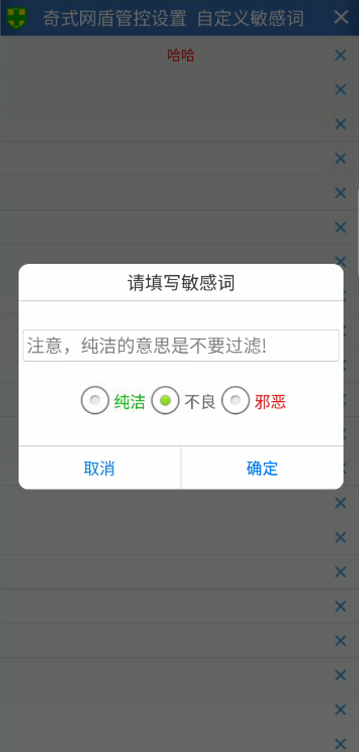 奇式网盾管控设置 自定义敏感词
哈哈
请填写敏感词
注意，纯洁的意思是不要过滤!
纯洁 不良 邪恶
取消 确定